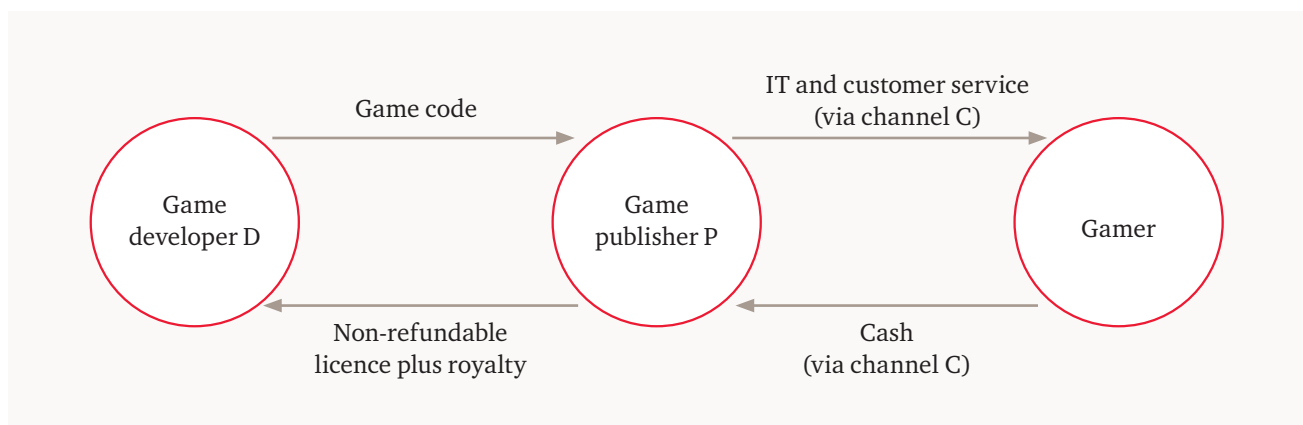 IT and customer service
(via channel C)
Game code
Game
developer D
Game
publisher P
Gamer
Non-refundable
licence plus royalty
Cash
(via channel C)